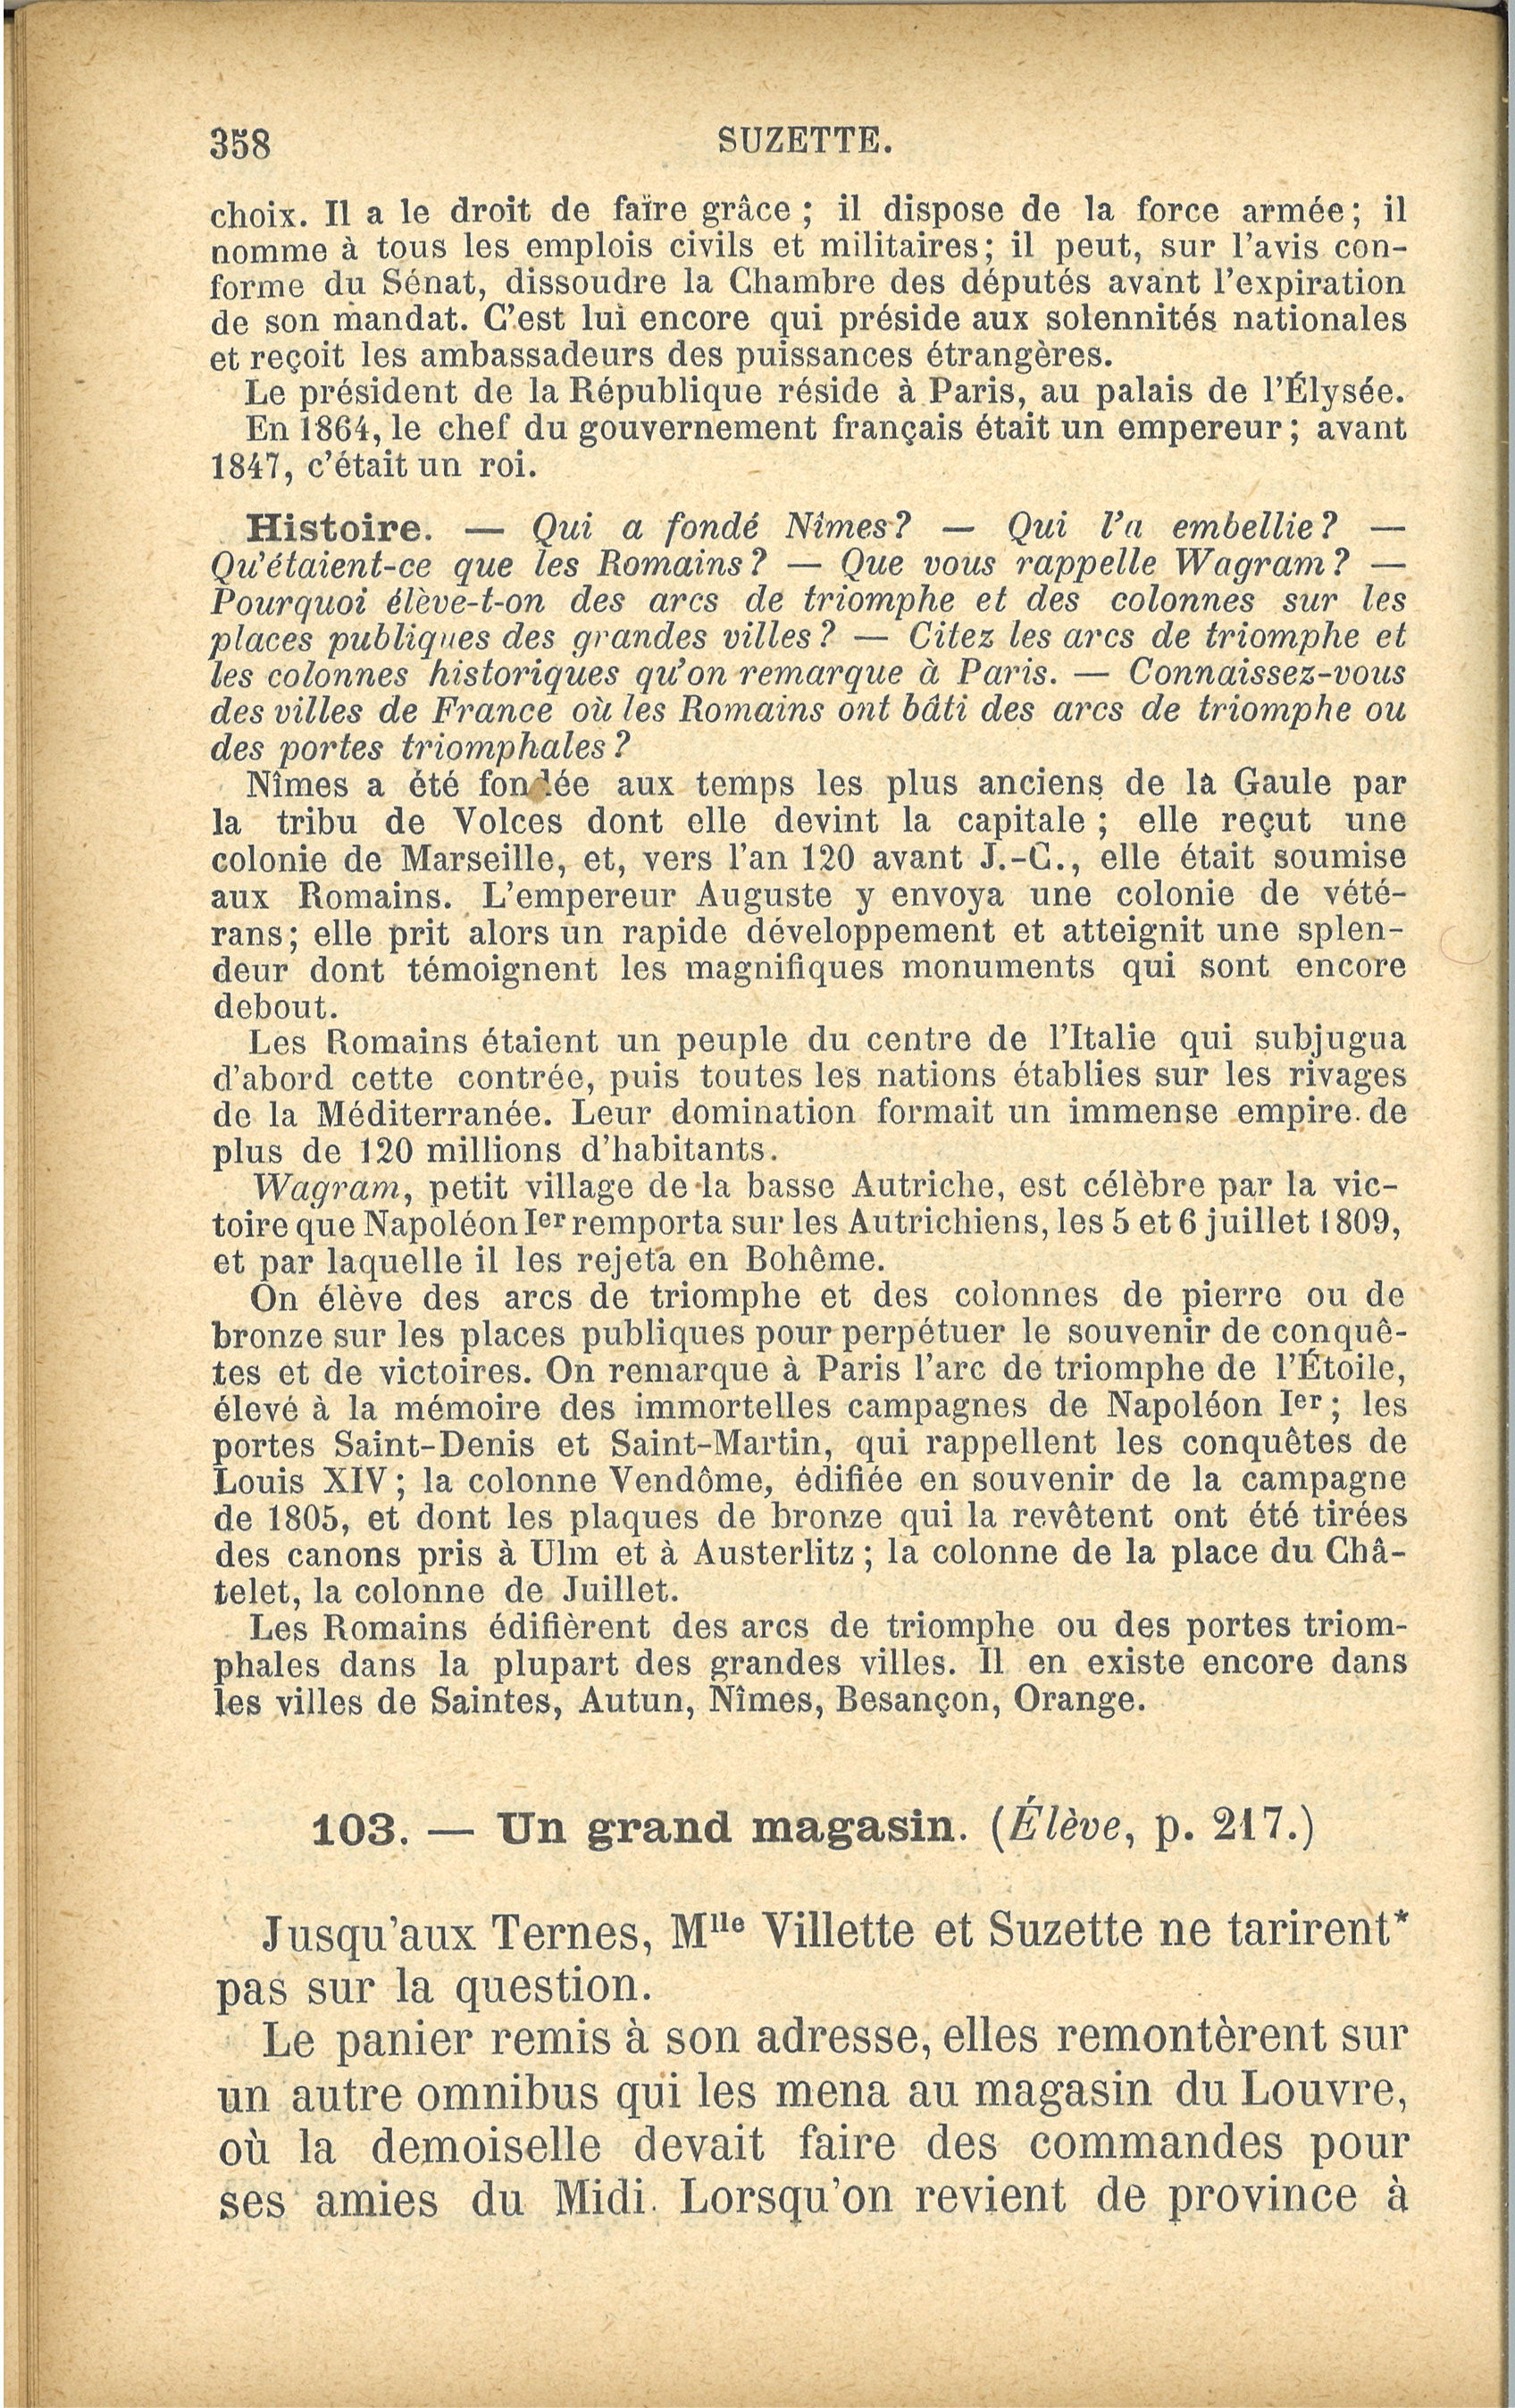 358 SUZETTE.
choix. Il a le droit de faire grâce ; il dispose de la force armée; il
nomme à tous les emplois civils et militaires; il peut, sur l'avis con-
forme du Sénat, dissoudre la Chambre des députés avant l'expiration
de son mandat. C'est lui encore qui préside aux solennités nationales
et reçoit les ambassadeurs des puissances étrangères.
Le président de la République réside à Paris, au palais de l'Élysée.
En 1864, le chef du gouvernement français était un empereur; avant
1847, c'était un roi.
Histoire. — Qui a fondé Nîmes? — Qui l'a embellie? —
Qu'étaient-ce que les Romains? — Que vous rappelle Wagram? —
Pourquoi élève-t-on des arcs de triomphe et des colonnes sur les
places publiques des grandes villes? — Citez les arcs de triomphe et
les colonnes historiques qu'on remarque à Paris. — Connaissez-vous
des villes de France où les Romains ont bâti des arcs de triomphe ou
des portes triomphales?
Nîmes a été fondée aux temps les plus anciens de la Gaule par
la tribu de Volces dont elle devint la capitale ; elle reçut une
colonie de Marseille, et, vers l'an 120 avant J.-C., elle était soumise
aux Romains. L'empereur Auguste y envoya une colonie de vété-
rans; elle prit alors un rapide développement et atteignit une splen-
deur dont témoignent les magnifiques monuments qui sont encore
debout.
Les Romains étaient un peuple du centre de l'Italie qui subjugua
d'abord cette contrée, puis toutes les nations établies sur les rivages
de la Méditerranée. Leur domination formait un immense empire de
plus de 120 millions d'habitants.
Wagram, petit village de la basse Autriche, est célèbre par la vic-
toire que Napoléon Ier remporta sur les Autrichiens, les 5 et 6 juillet 1809,
et par laquelle il les rejeta en Bohême.
On élève des arcs de triomphe et des colonnes de pierre ou de
bronze sur les places publiques pour perpétuer le souvenir de conquê-
tes et de victoires. On remarque à Paris l'arc de triomphe de l'Étoile,
élevé à la mémoire des immortelles campagnes de Napoléon Ier; les
portes Saint-Denis et Saint-Martin, qui rappellent les conquêtes de
Louis XIV; la colonne Vendôme, édifiée en souvenir de la campagne
de 1805, et dont les plaques de bronze qui la revêtent ont été tirées
des canons pris à Ulm et à Austerlitz; la colonne de la place du Châ-
telet, la colonne de Juillet.
Les Romains édifièrent des arcs de triomphe ou des portes triom-
phales dans la plupart des grandes villes. Il en existe encore dans
les villes de Saintes, Autun, Nîmes, Besançon, Orange.
103. — Un grand magasin. (Élève, p. 217.)
Jusqu'aux Ternes, Mlle Villette et Suzette ne tarirent*
pas sur la question.
Le panier remis à son adresse, elles remontèrent sur
un autre omnibus qui les mena au magasin du Louvre,
où la demoiselle devait faire des commandes pour
ses amies du Midi. Lorsqu'on revient de province à